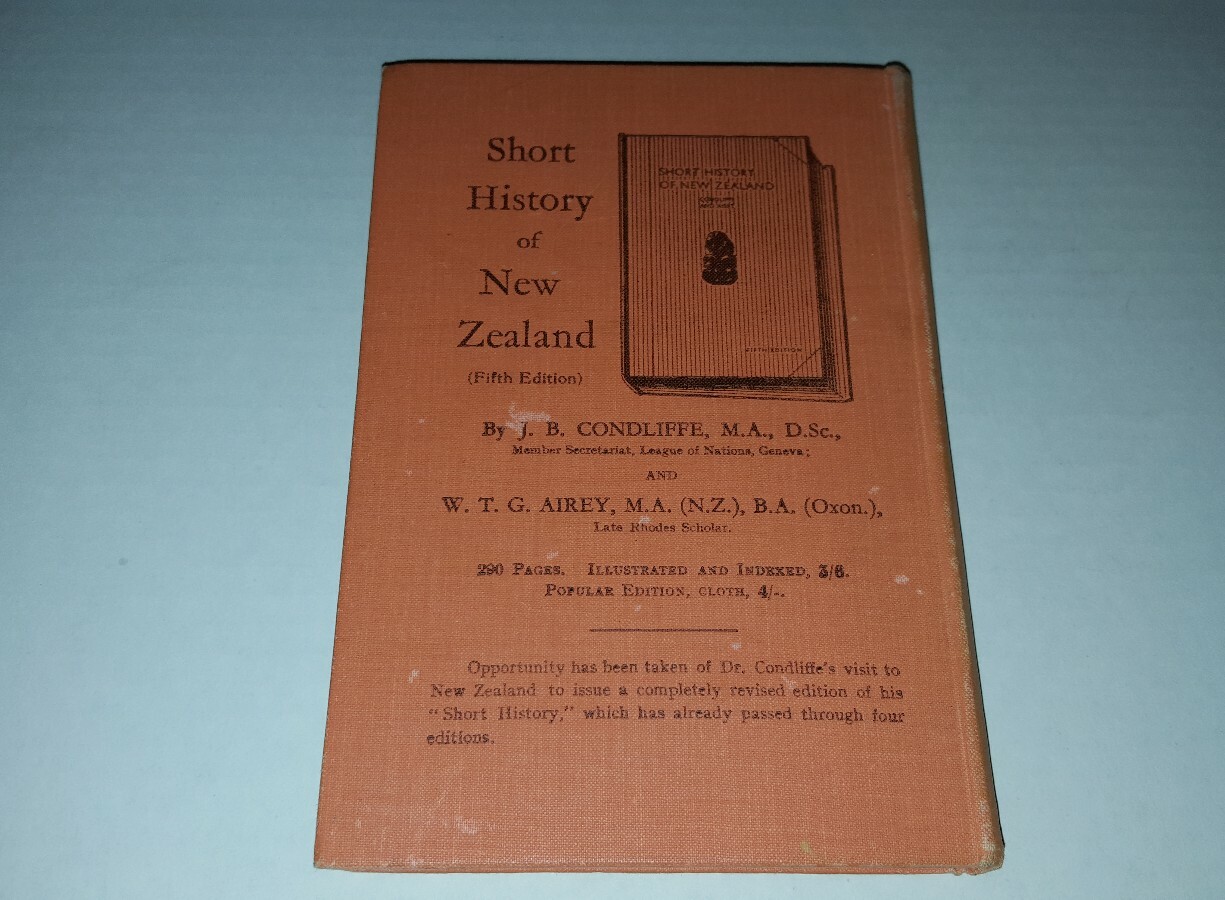 Short
History
of
New
Zealand
(Fifth Edition)
SHORT HISTORY
OF NEW ZEALAND
CONDLIFFE
AND AIREY
FIFTH EDITION
By J. B. CONDLIFFE, M.A., D.Sc.,
Member Secretariat, League of Nations, Geneva;
AND
W. T. G. AIREY, M.A. (N.Z.), B.A. (Oxon.),
Late Rhodes Scholar.
290 PAGES. ILLUSTRATED AND INDEXED, 3/6.
POPULAR EDITION, CLOTH, 4/-.
Opportunity has been taken of Dr. Condliffe's visit to
New Zealand to issue a completely revised edition of his
"Short History," which has already passed through four
editions.